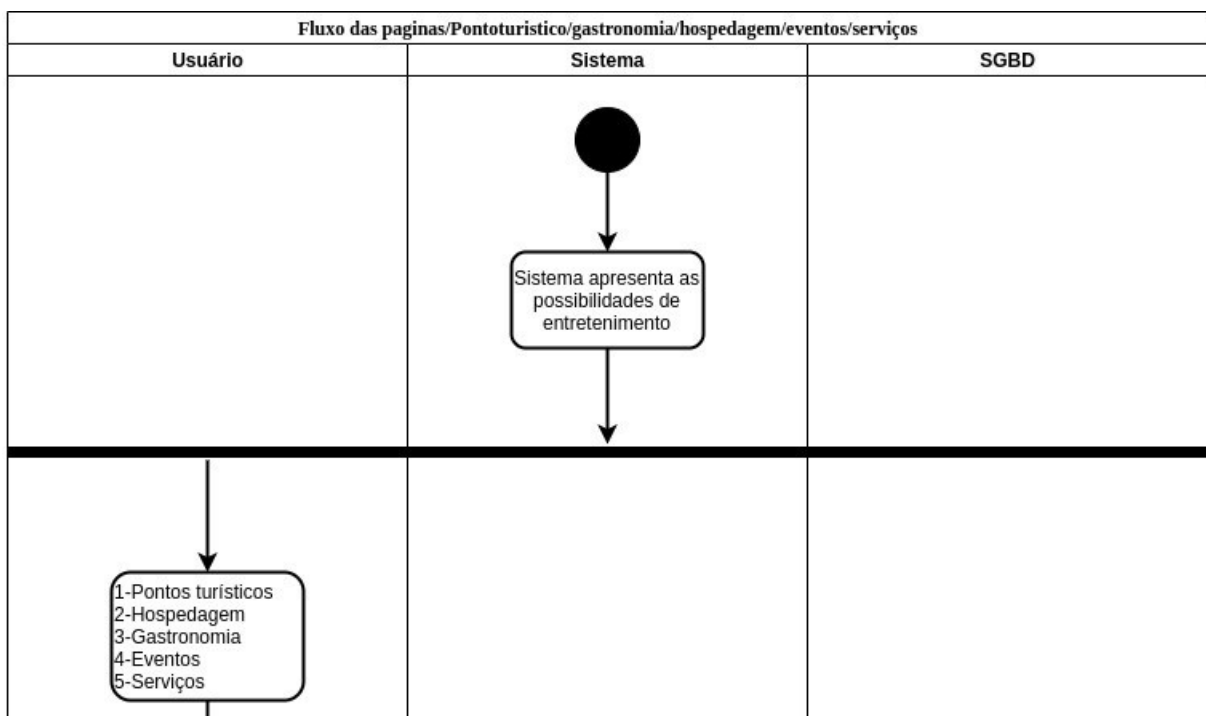 Fluxo das paginas/Pontoturistico/gastronomia/hospedagem/eventos/serviços
Usuário
Sistema
SGBD
Sistema apresenta as
possibilidades de
entretenimento
1-Pontos turísticos
2-Hospedagem
3-Gastronomia
4-Eventos
5-Serviços